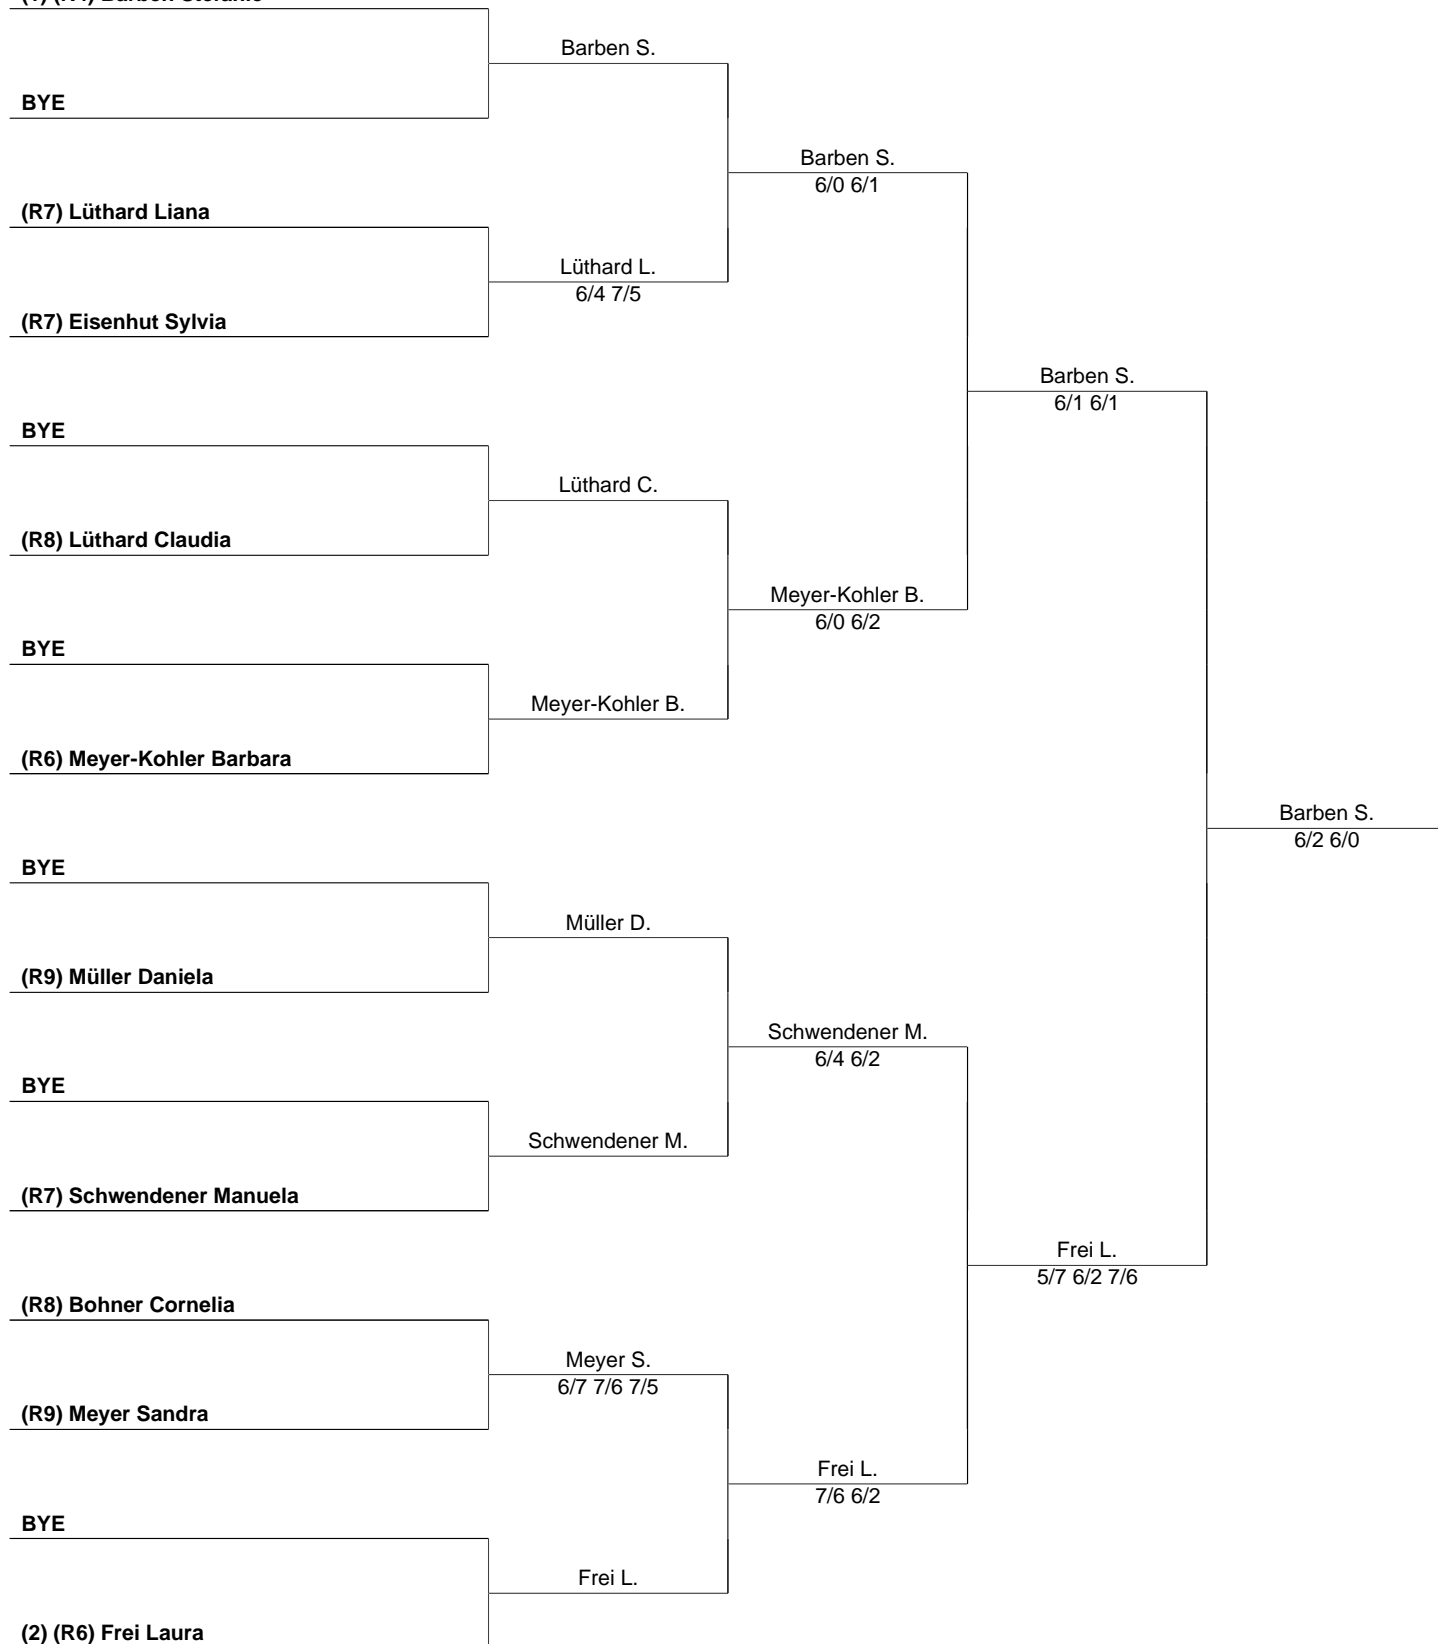 BYE
(R7) Lüthard Liana
(R7) Eisenhut Sylvia
BYE
(R8) Lüthard Claudia
BYE
(R6) Meyer-Kohler Barbara
BYE
(R9) Müller Daniela
BYE
(R7) Schwendener Manuela
(R8) Bohner Cornelia
(R9) Meyer Sandra
BYE
(2) (R6) Frei Laura
Barben S.
Lüthard L.
6/4 7/5
Lüthard C.
Meyer-Kohler B.
Müller D.
Schwendener M.
Meyer S.
6/7 7/6 7/5
Frei L.
Barben S.
6/0 6/1
Meyer-Kohler B.
6/0 6/2
Schwendener M.
6/4 6/2
Frei L.
7/6 6/2
Barben S.
6/1 6/1
Frei L.
5/7 6/2 7/6
Barben S.
6/2 6/0